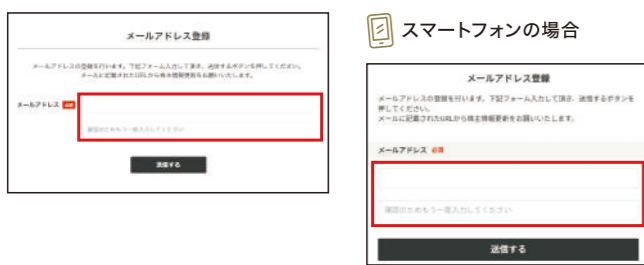 メールアドレス登録
メールアドレスの登録を行います。下記フォーム入力して頂き、送信するボタンを押してください。
メールに記載されたURLから株主情報更新をお願いいたします。
メールアドレス 必須
確認のためもう一度入力してください
送信する
スマートフォンの場合
メールアドレス登録
メールアドレスの登録を行います。下記フォーム入力して頂き、送信するボタンを
押してください。
メールに記載されたURLから株主情報更新をお願いいたします。
メールアドレス 必須
確認のためもう一度入力してください
送信する